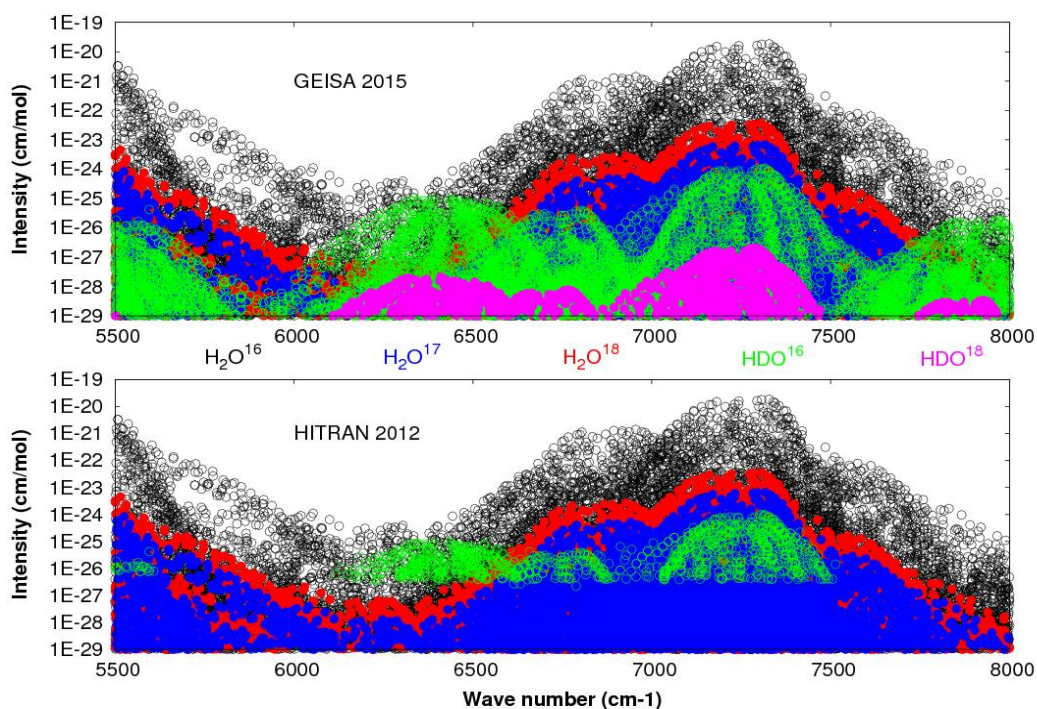 1E-19
1E-20
1E-21
1E-22
1E-23
1E-24
1E-25
1E-26
1E-27
1E-28
1E-29
Intensity (cm/mol)
GEISA 2015
5500 6000 6500 7000 7500 8000
H₂O¹⁶ H₂O¹⁷ H₂O¹⁸ HDO¹⁶ HDO¹⁸
1E-19
1E-20
1E-21
1E-22
1E-23
1E-24
1E-25
1E-26
1E-27
1E-28
1E-29
Intensity (cm/mol)
HITRAN 2012
5500 6000 6500 7000 7500 8000
Wave number (cm-1)